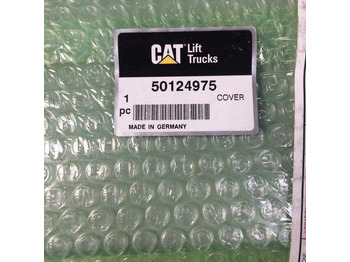 CAT Lift
Trucks
50124975
1 COVER
pc
MADE IN GERMANY